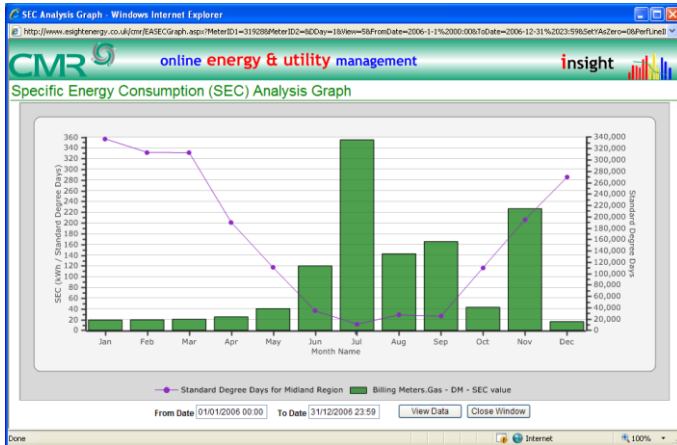 SEC Analysis Graph - Windows Internet Explorer
http://www.esightenergy.co.uk/cmr/EASECGraph.aspx?MeterID1=31928&MeterID2=&DDay=1&View=5&FromDate=2006-1-1%2000:00&ToDate=2006-12-31%2023:59&SetYAsZero=0&PerfLineI
CMR online energy & utility management insight
Specific Energy Consumption (SEC) Analysis Graph
360 340,000
340 320,000
320 300,000
300 280,000
280 260,000
260 240,000
240 220,000
220 200,000
200 180,000
180 160,000
160 140,000
140 120,000
120 100,000
100 80,000
80 60,000
60 40,000
40 20,000
20 0
0
SEC (kWh / Standard Degree Days)
Standard Degree Days
Jan Feb Mar Apr May Jun Jul Aug Sep Oct Nov Dec
Month Name
Standard Degree Days for Midland Region Billing Meters.Gas - DM - SEC value
From Date 01/01/2006 00:00 To Date 31/12/2006 23:59 View Data Close Window
Done Internet 100%